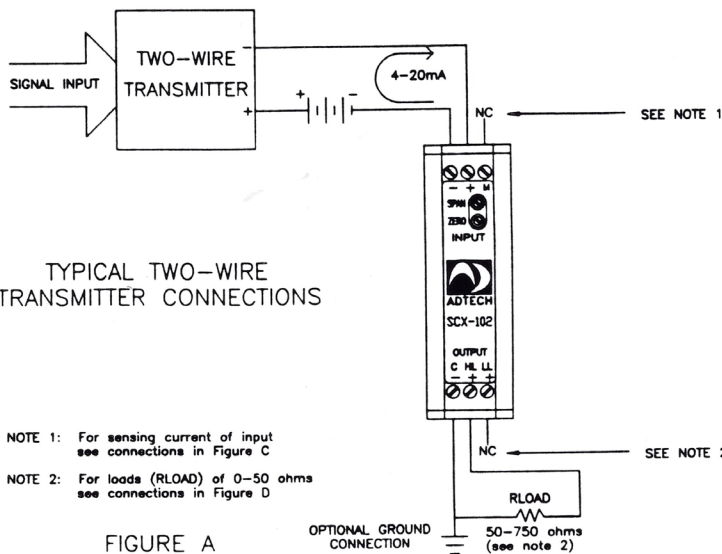 TWO-WIRE
TRANSMITTER
SIGNAL INPUT
-
+
+ -
4-20mA
NC
SEE NOTE 1
- + M
SPAN
ZERO
INPUT
TYPICAL TWO-WIRE
TRANSMITTER CONNECTIONS
ADTECH
SCX-102
OUTPUT
C HL LL
- + +
NOTE 1: For sensing current of input
see connections in Figure C
NC
SEE NOTE 2
NOTE 2: For loads (RLOAD) of 0-50 ohms
see connections in Figure D
RLOAD
50-750 ohms
(see note 2)
OPTIONAL GROUND
CONNECTION
FIGURE A